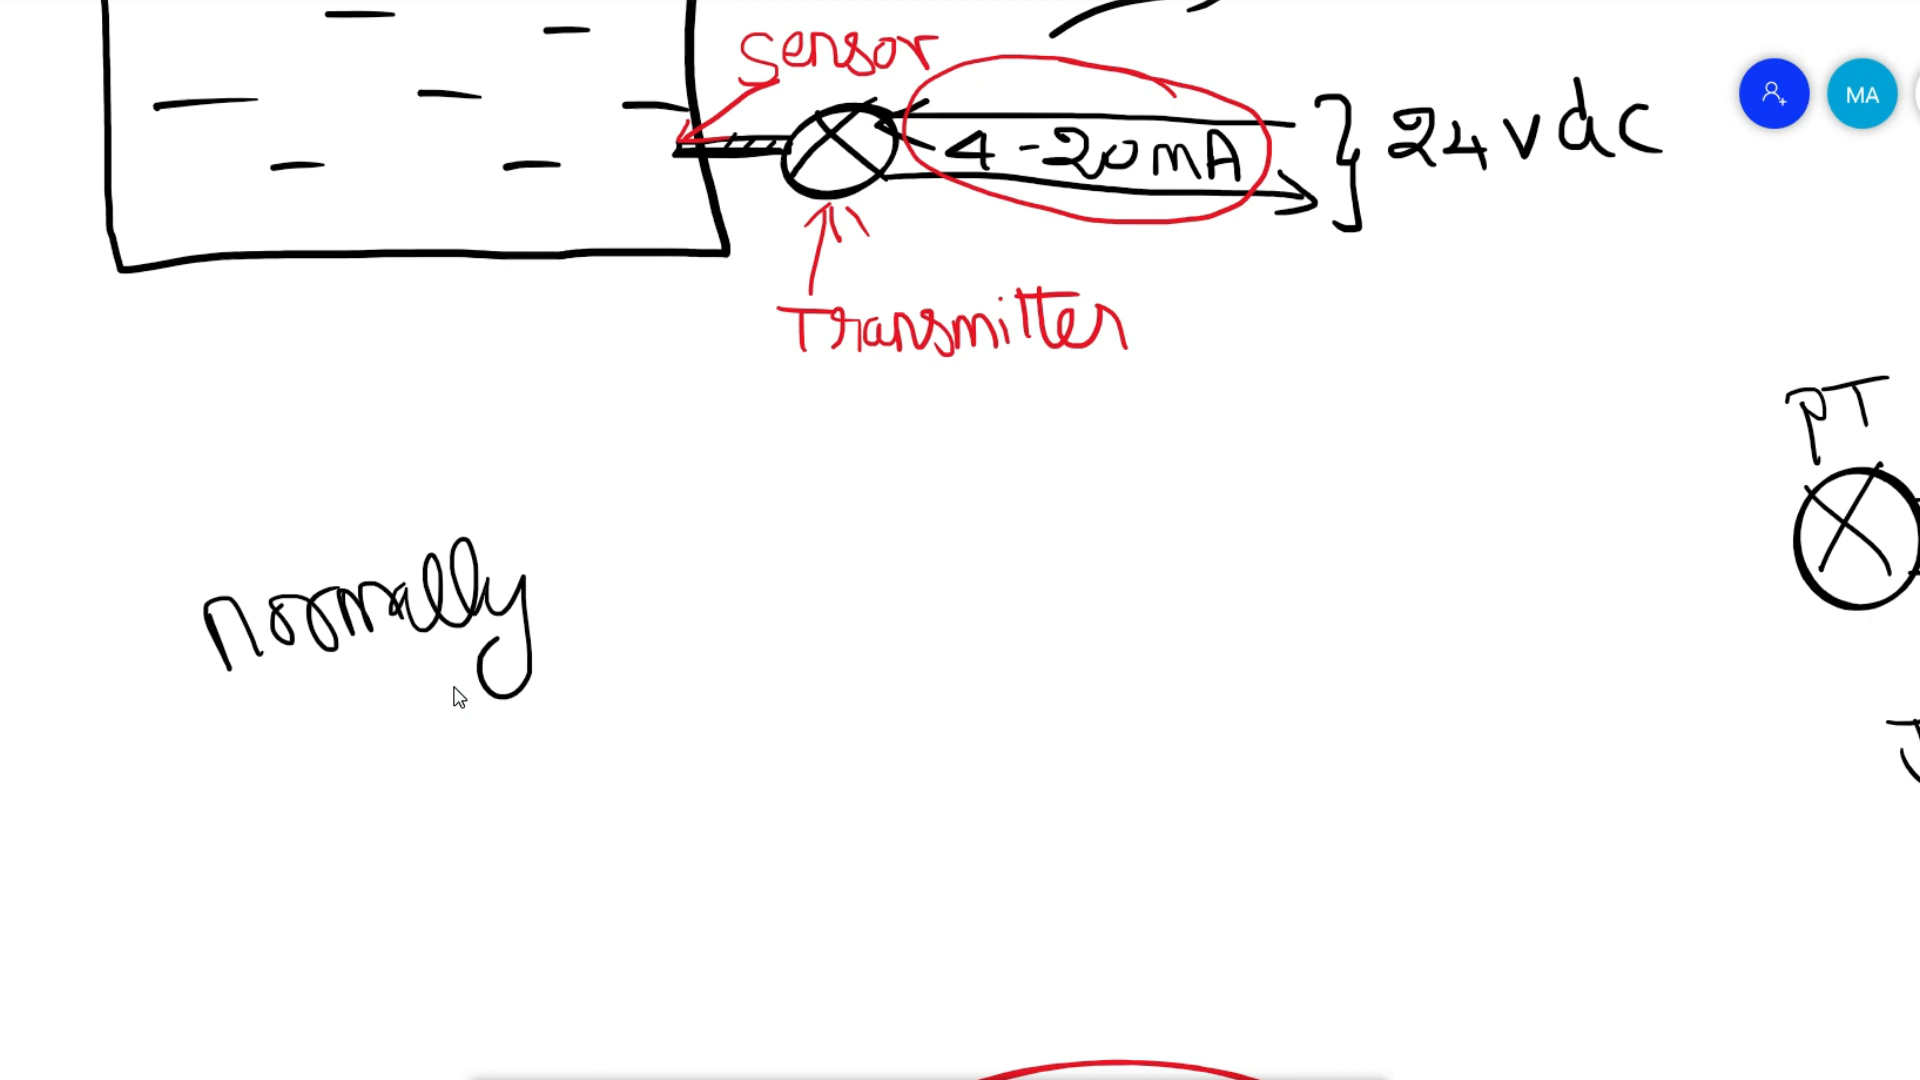 Sensor
4-20mA
24vdc
MA
Transmitter
PT
normally